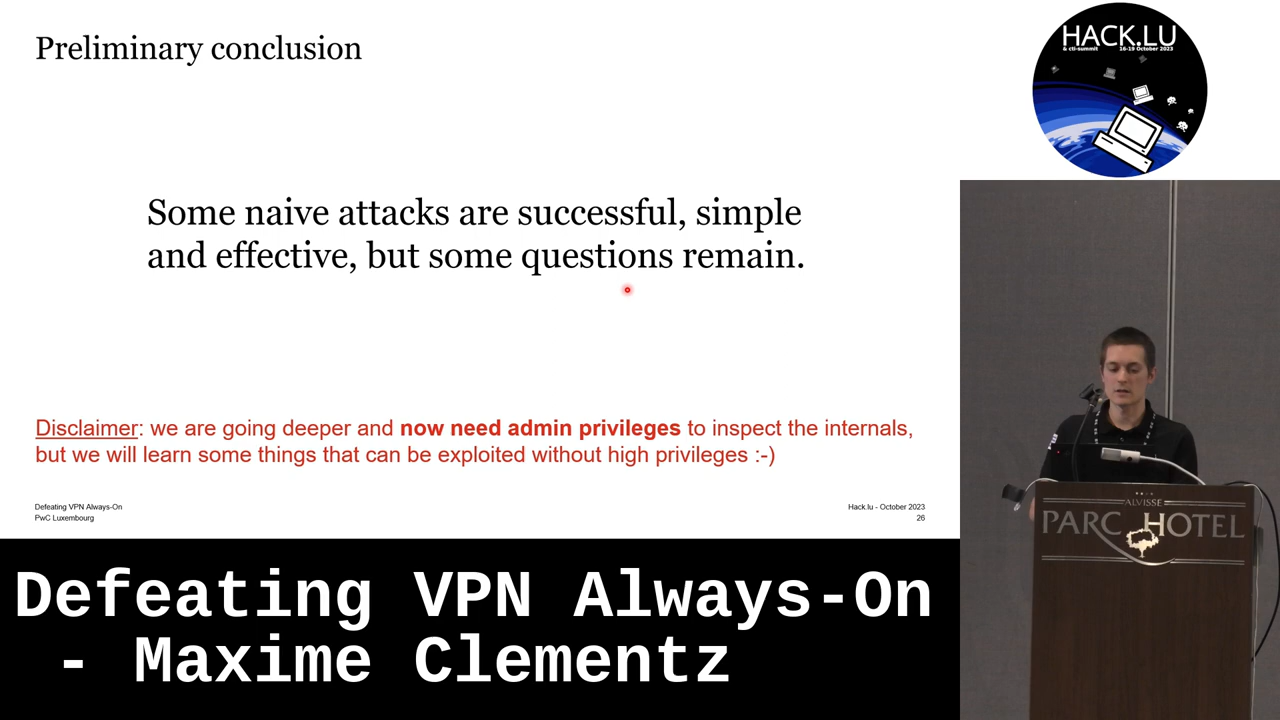 Preliminary conclusion
HACK.LU
& cti-summit 16-19 October 2023
Some naive attacks are successful, simple
and effective, but some questions remain.
Disclaimer: we are going deeper and now need admin privileges to inspect the internals,
but we will learn some things that can be exploited without high privileges :-)
Defeating VPN Always-On
PwC Luxembourg
Hack.lu - October 2023
26
ALVISSE
PARC HOTEL
Defeating VPN Always-On
- Maxime Clementz